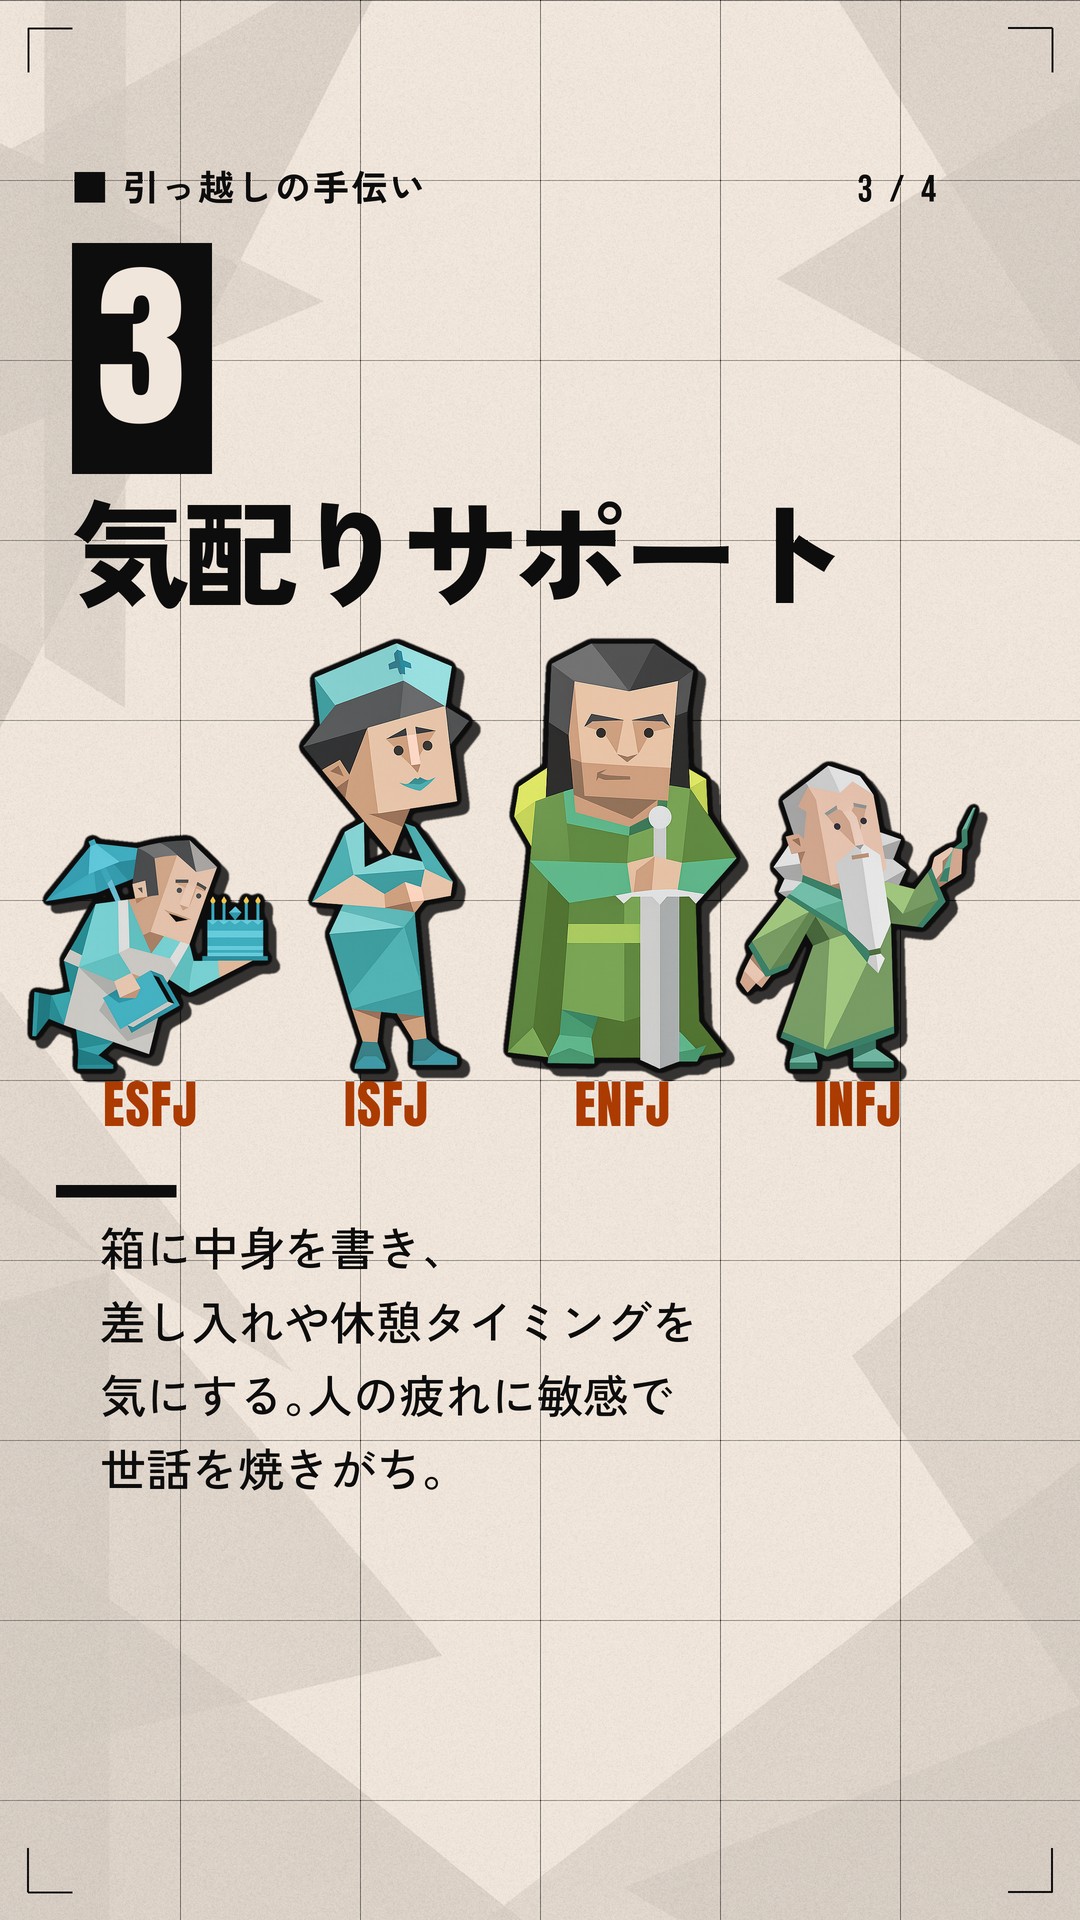 ■ 引っ越しの手伝い
3 / 4
3
気配りサポート
ESFJ ISFJ ENFJ INFJ
箱に中身を書き、
差し入れや休憩タイミングを
気にする。人の疲れに敏感で
世話を焼きがち。